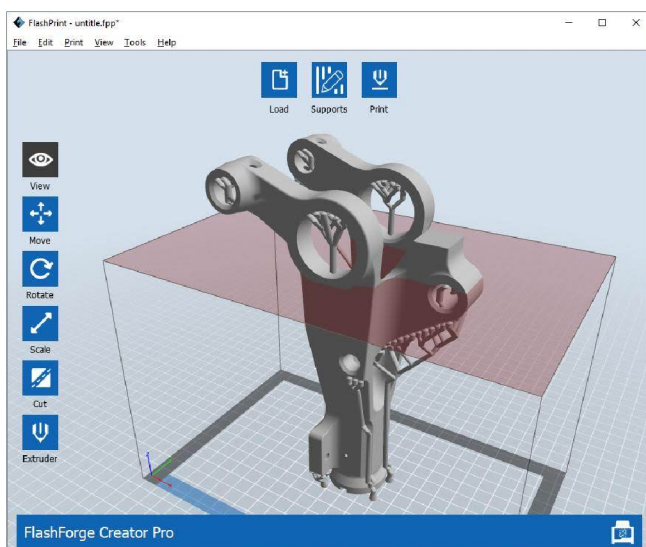 FlashPrint - untitle.fpp*
File Edit Print View Tools Help
Load Supports Print
View
Move
Rotate
Scale
Cut
Extruder
FlashForge Creator Pro